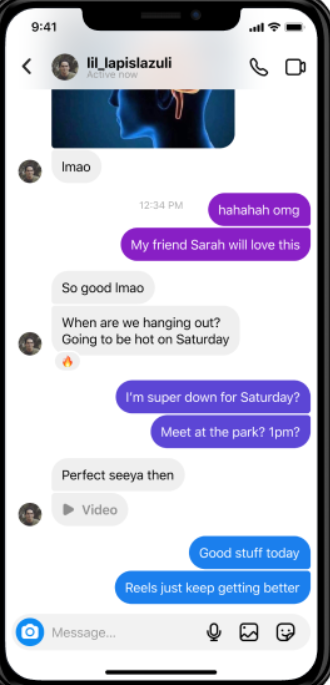 9:41
lil_lapislazuli
Active now
lmao
12:34 PM
hahahah omg
My friend Sarah will love this
So good lmao
When are we hanging out?
Going to be hot on Saturday
I'm super down for Saturday?
Meet at the park? 1pm?
Perfect seeya then
Video
Good stuff today
Reels just keep getting better
Message...